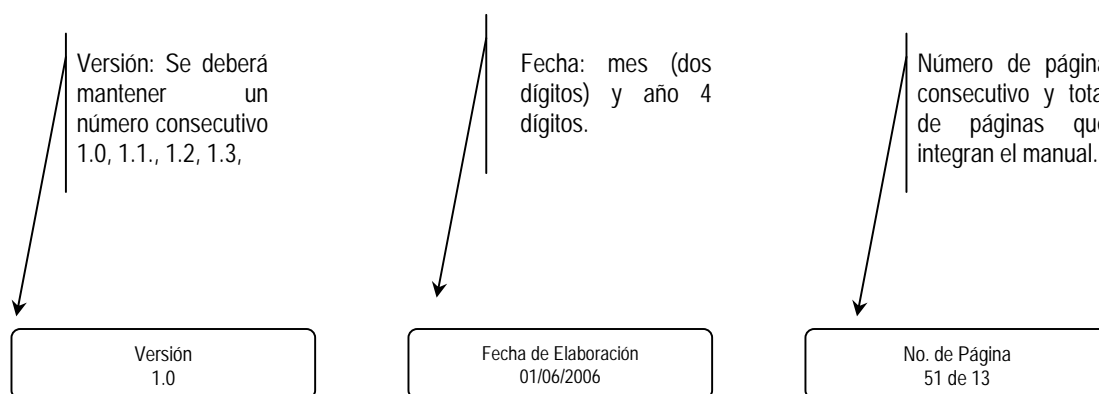 Versión: Se deberá
mantener un
número consecutivo
1.0, 1.1., 1.2, 1.3,
Fecha: mes (dos
dígitos) y año 4
dígitos.
Número de página
consecutivo y tota
de páginas que
integran el manual.
Versión
1.0
Fecha de Elaboración
01/06/2006
No. de Página
51 de 13